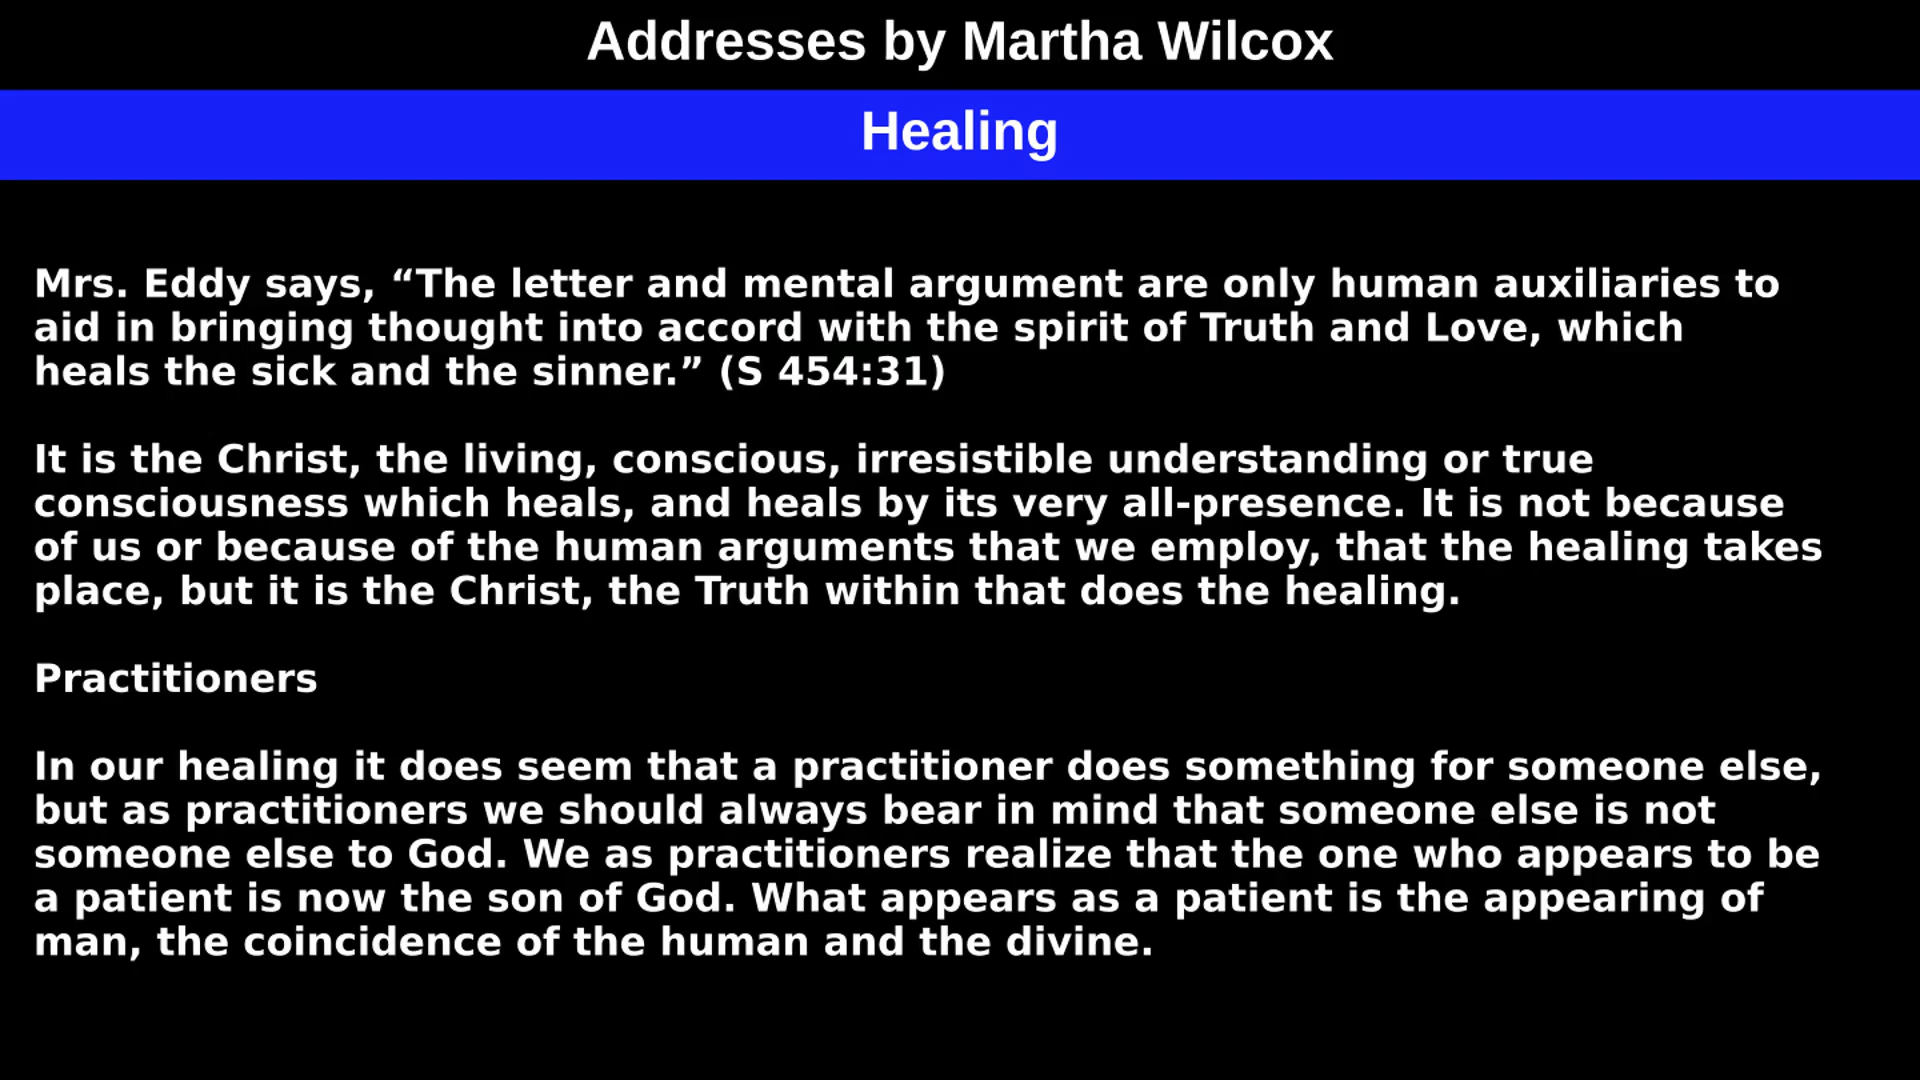 Addresses by Martha Wilcox
Healing
Mrs. Eddy says, “The letter and mental argument are only human auxiliaries to
aid in bringing thought into accord with the spirit of Truth and Love, which
heals the sick and the sinner.” (S 454:31)
It is the Christ, the living, conscious, irresistible understanding or true
consciousness which heals, and heals by its very all-presence. It is not because
of us or because of the human arguments that we employ, that the healing takes
place, but it is the Christ, the Truth within that does the healing.
Practitioners
In our healing it does seem that a practitioner does something for someone else,
but as practitioners we should always bear in mind that someone else is not
someone else to God. We as practitioners realize that the one who appears to be
a patient is now the son of God. What appears as a patient is the appearing of
man, the coincidence of the human and the divine.